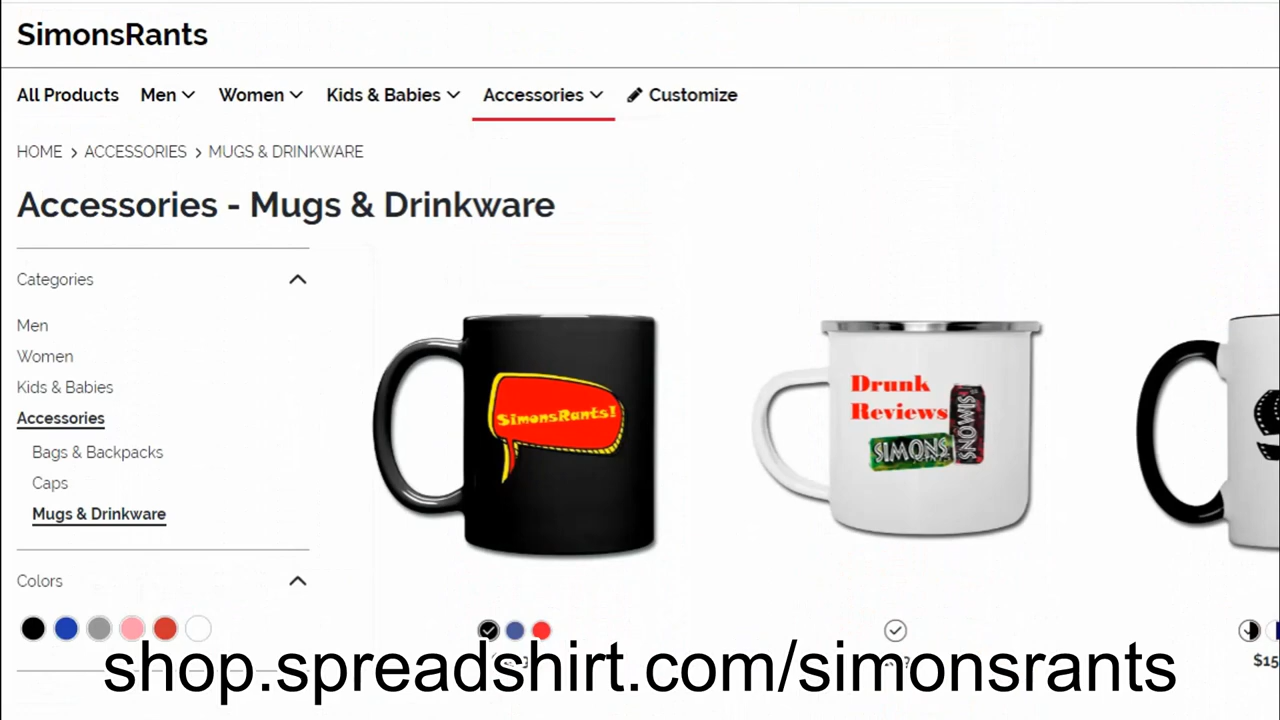 SimonsRants
All Products Men Women Kids & Babies Accessories Customize
HOME > ACCESSORIES > MUGS & DRINKWARE
Accessories - Mugs & Drinkware
Categories
Men
Women
Kids & Babies
Accessories
Bags & Backpacks
Caps
Mugs & Drinkware
Colors
SimonsRants!
Drunk
Reviews
SIMONS
SIMONS
$15
shop.spreadshirt.com/simonsrants